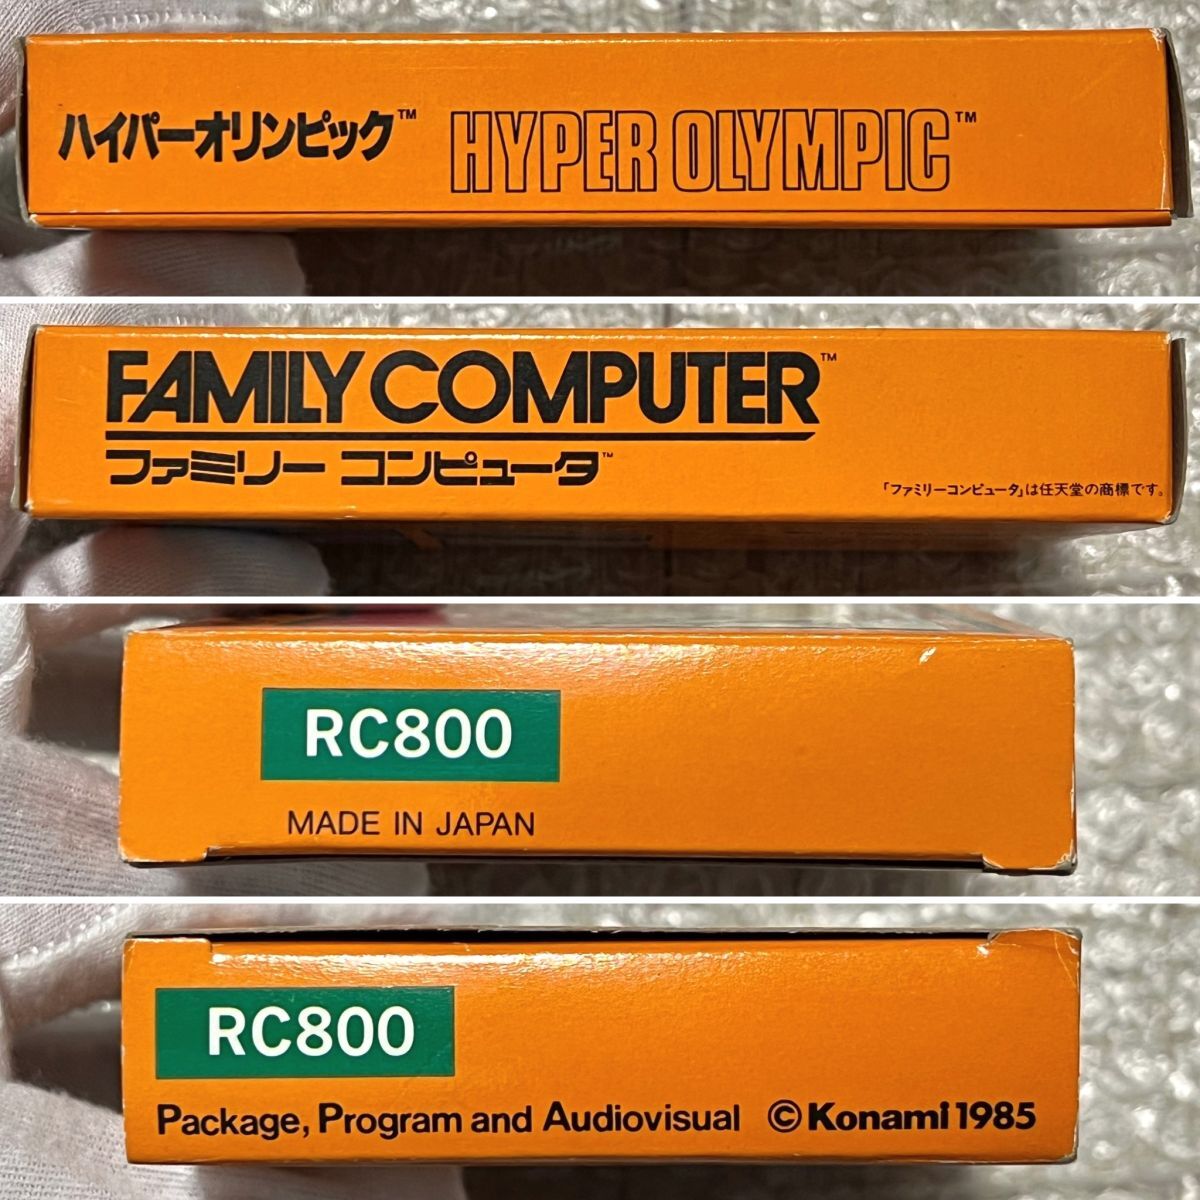 ハイパーオリンピック™ HYPER OLYMPIC™
FAMILY COMPUTER™
ファミリー コンピュータ™
「ファミリーコンピュータ」は任天堂の商標です。
RC800
MADE IN JAPAN
RC800
Package, Program and Audiovisual ©Konami 1985